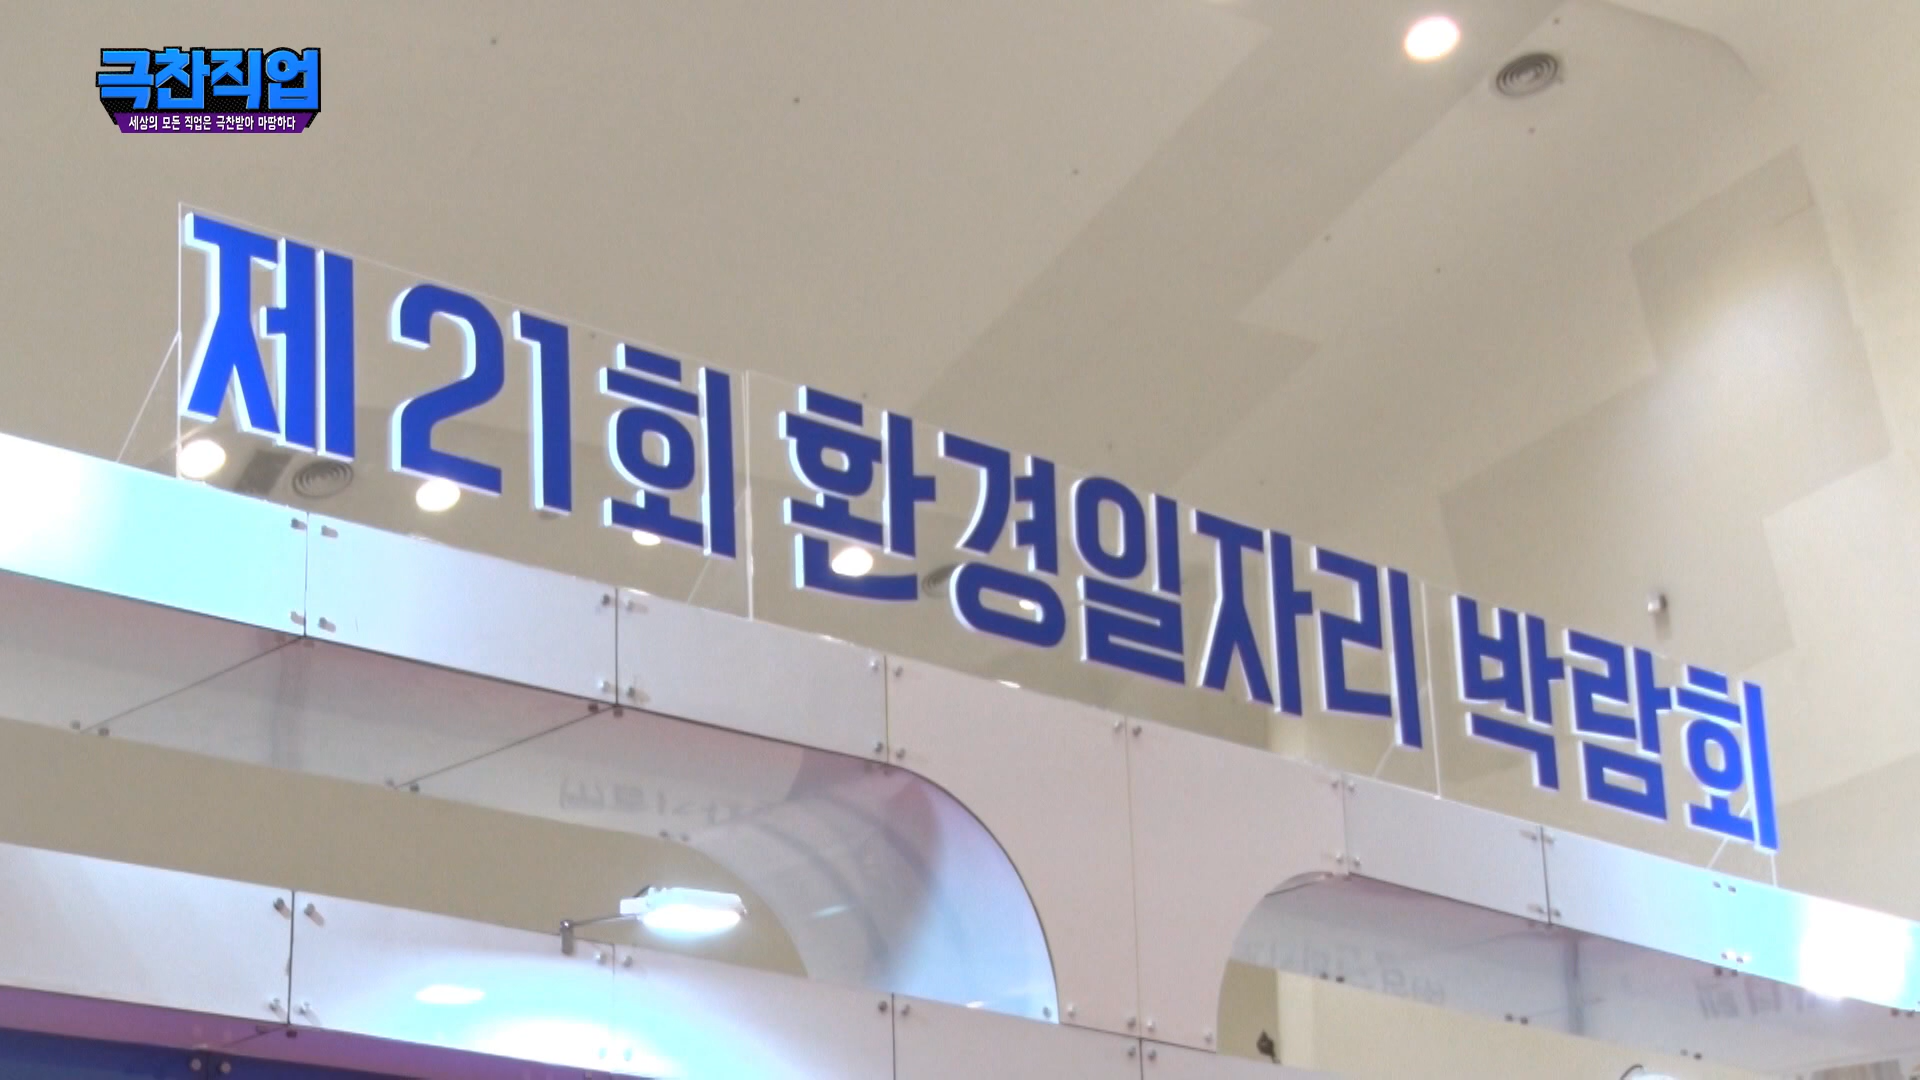 극찬직업
세상의 모든 직업은 극찬받아 마땅하다
제21회 환경일자리 박람회